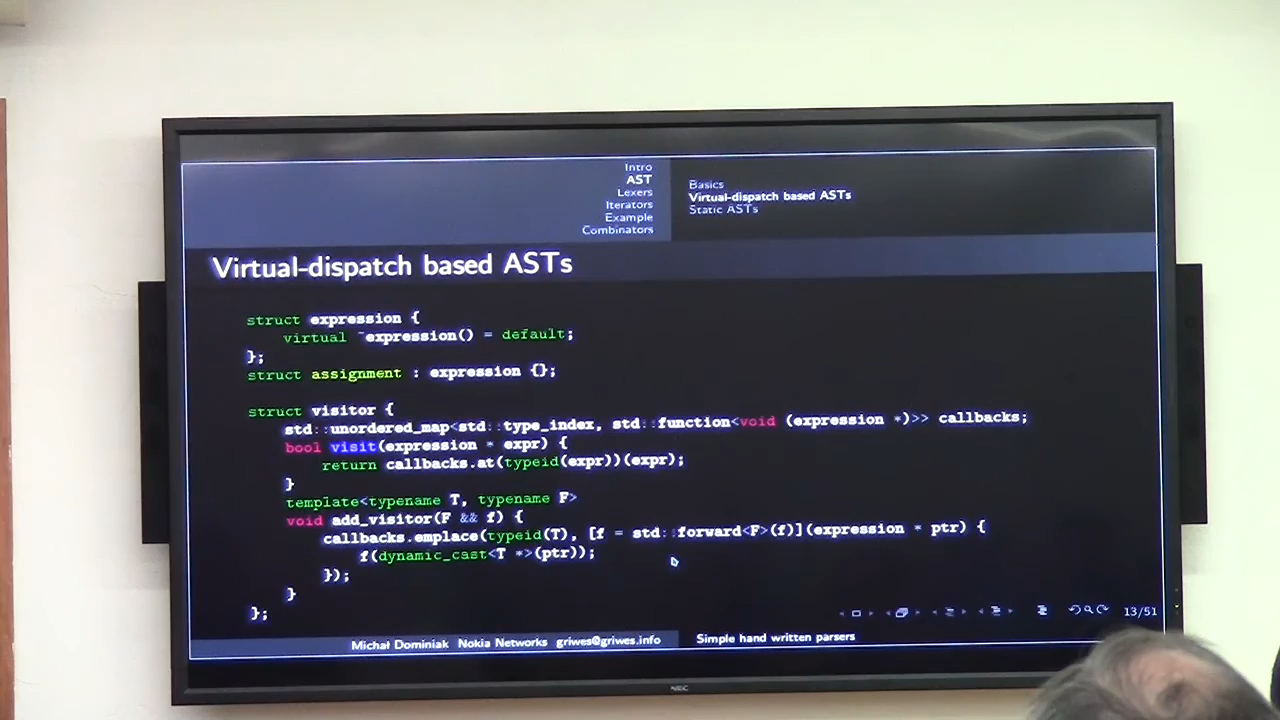 Intro
AST
Lexers
Iterators
Example
Combinators
Basics
Virtual-dispatch based ASTs
Static ASTs
Virtual-dispatch based ASTs
struct expression {
    virtual ~expression() = default;
};
struct assignment : expression {};
struct visitor {
    std::unordered_map<std::type_index, std::function<void (expression *)>> callbacks;
    bool visit(expression * expr) {
        return callbacks.at(typeid(expr))(expr);
    }
    template<typename T, typename F>
    void add_visitor(F && f) {
        callbacks.emplace(typeid(T), [f = std::forward<F>(f)](expression * ptr) {
            f(dynamic_cast<T *>(ptr));
        });
    }
};
13/51
Michał Dominiak Nokia Networks griwes@griwes.info
Simple hand written parsers
NEC